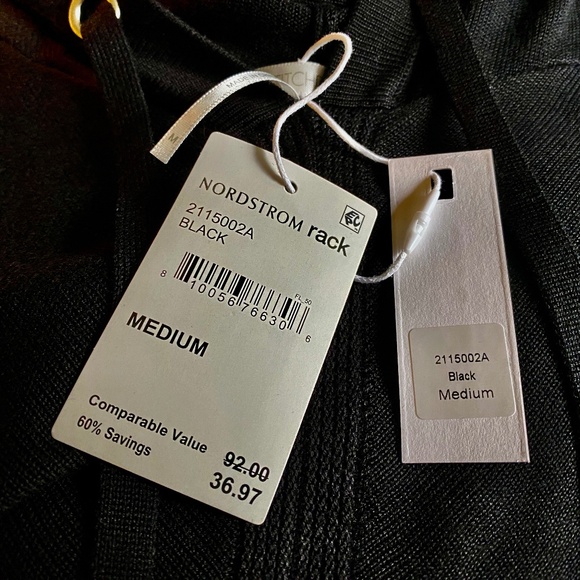 M
NORDSTROM rack
2115002A
BLACK
FL_50
8 10056 76630 6
MEDIUM
Comparable Value 92.00
60% Savings 36.97
2115002A
Black
Medium